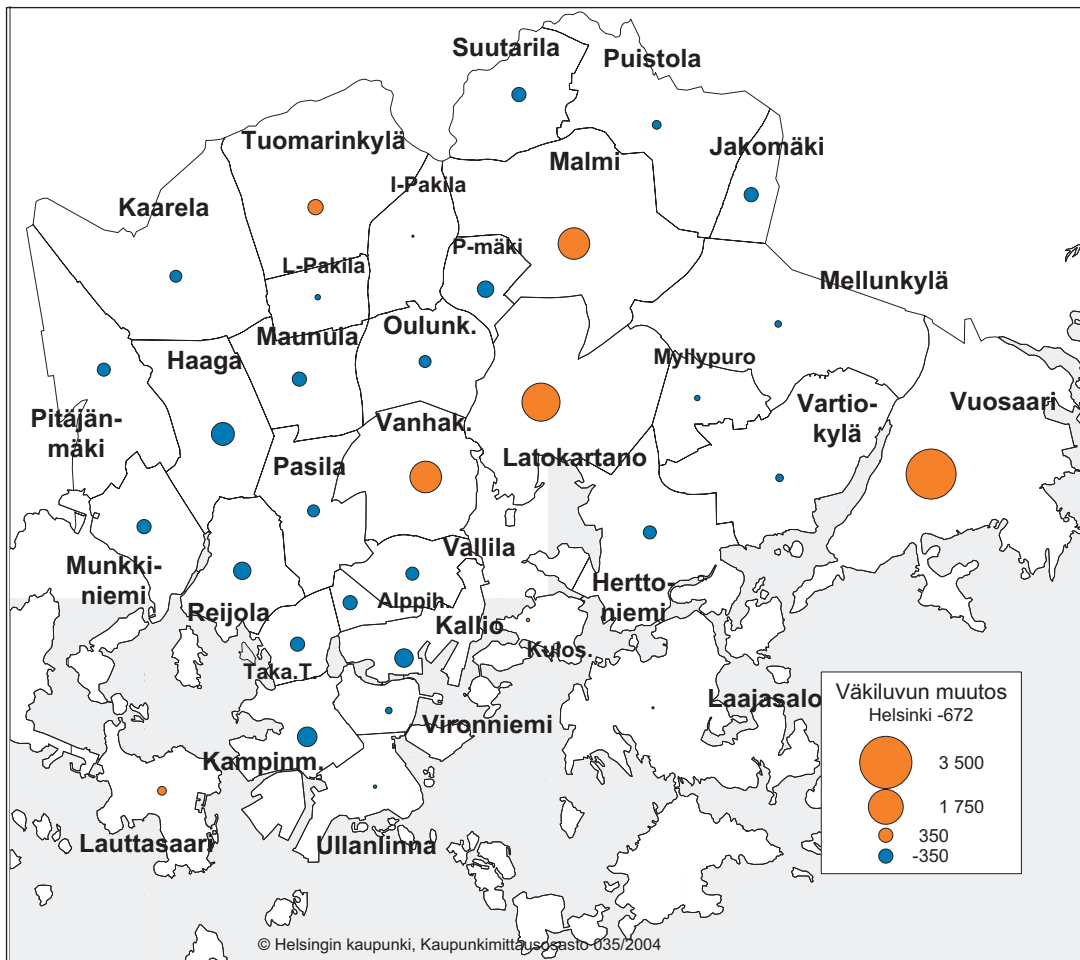 Suutarila
Puistola
Tuomarinkylä
Malmi
Jakomäki
I-Pakila
Kaarela
P-mäki
L-Pakila
Mellunkylä
Maunula
Oulunk.
Haaga
Myllypuro
Pitäjän-
mäki
Vanhak.
Vartio-
kylä
Vuosaari
Pasila
Latokartano
Vallila
Munkki-
niemi
Hertto-
niemi
Reijola
Alppih.
Kallio
Kulos.
Taka.T.
Laajasalo
Vironniemi
Kampinm.
Lauttasaari
Ullanlinna
Väkiluvun muutos
Helsinki -672
3 500
1 750
350
-350
© Helsingin kaupunki, Kaupunkimittausosasto 035/2004